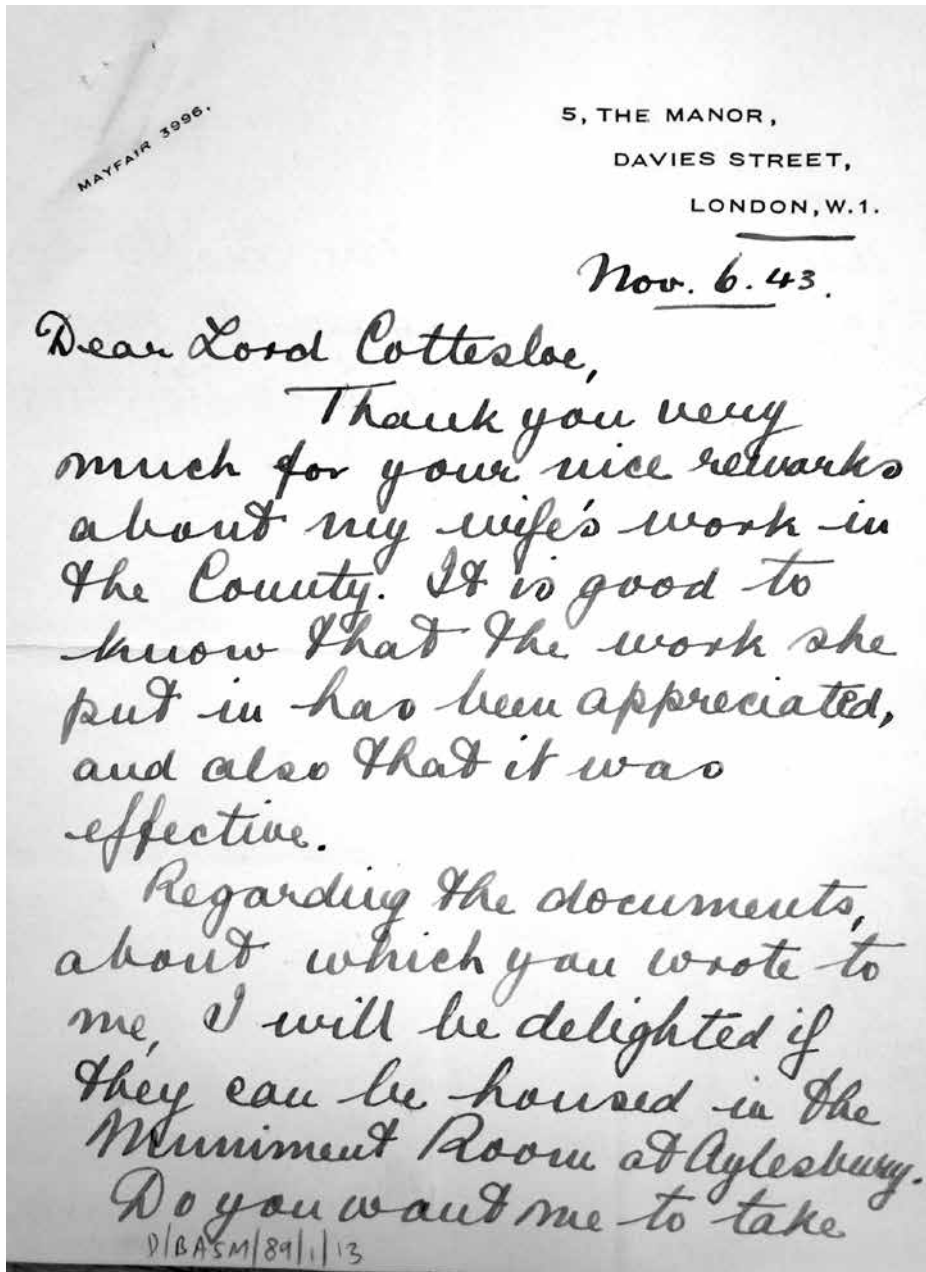 MAYFAIR 3996.
5, THE MANOR,
DAVIES STREET,
LONDON, W.1.
Nov. 6. 43.
Dear Lord Cottesloe,
Thank you very
much for your nice remarks
about my wife's work in
the County. It is good to
know that the work she
put in has been appreciated,
and also that it was
effective.
Regarding the documents,
about which you wrote to
me, I will be delighted if
they can be housed in the
Muniment Room at Aylesbury.
Do you want me to take
D/BASM/89/1/13